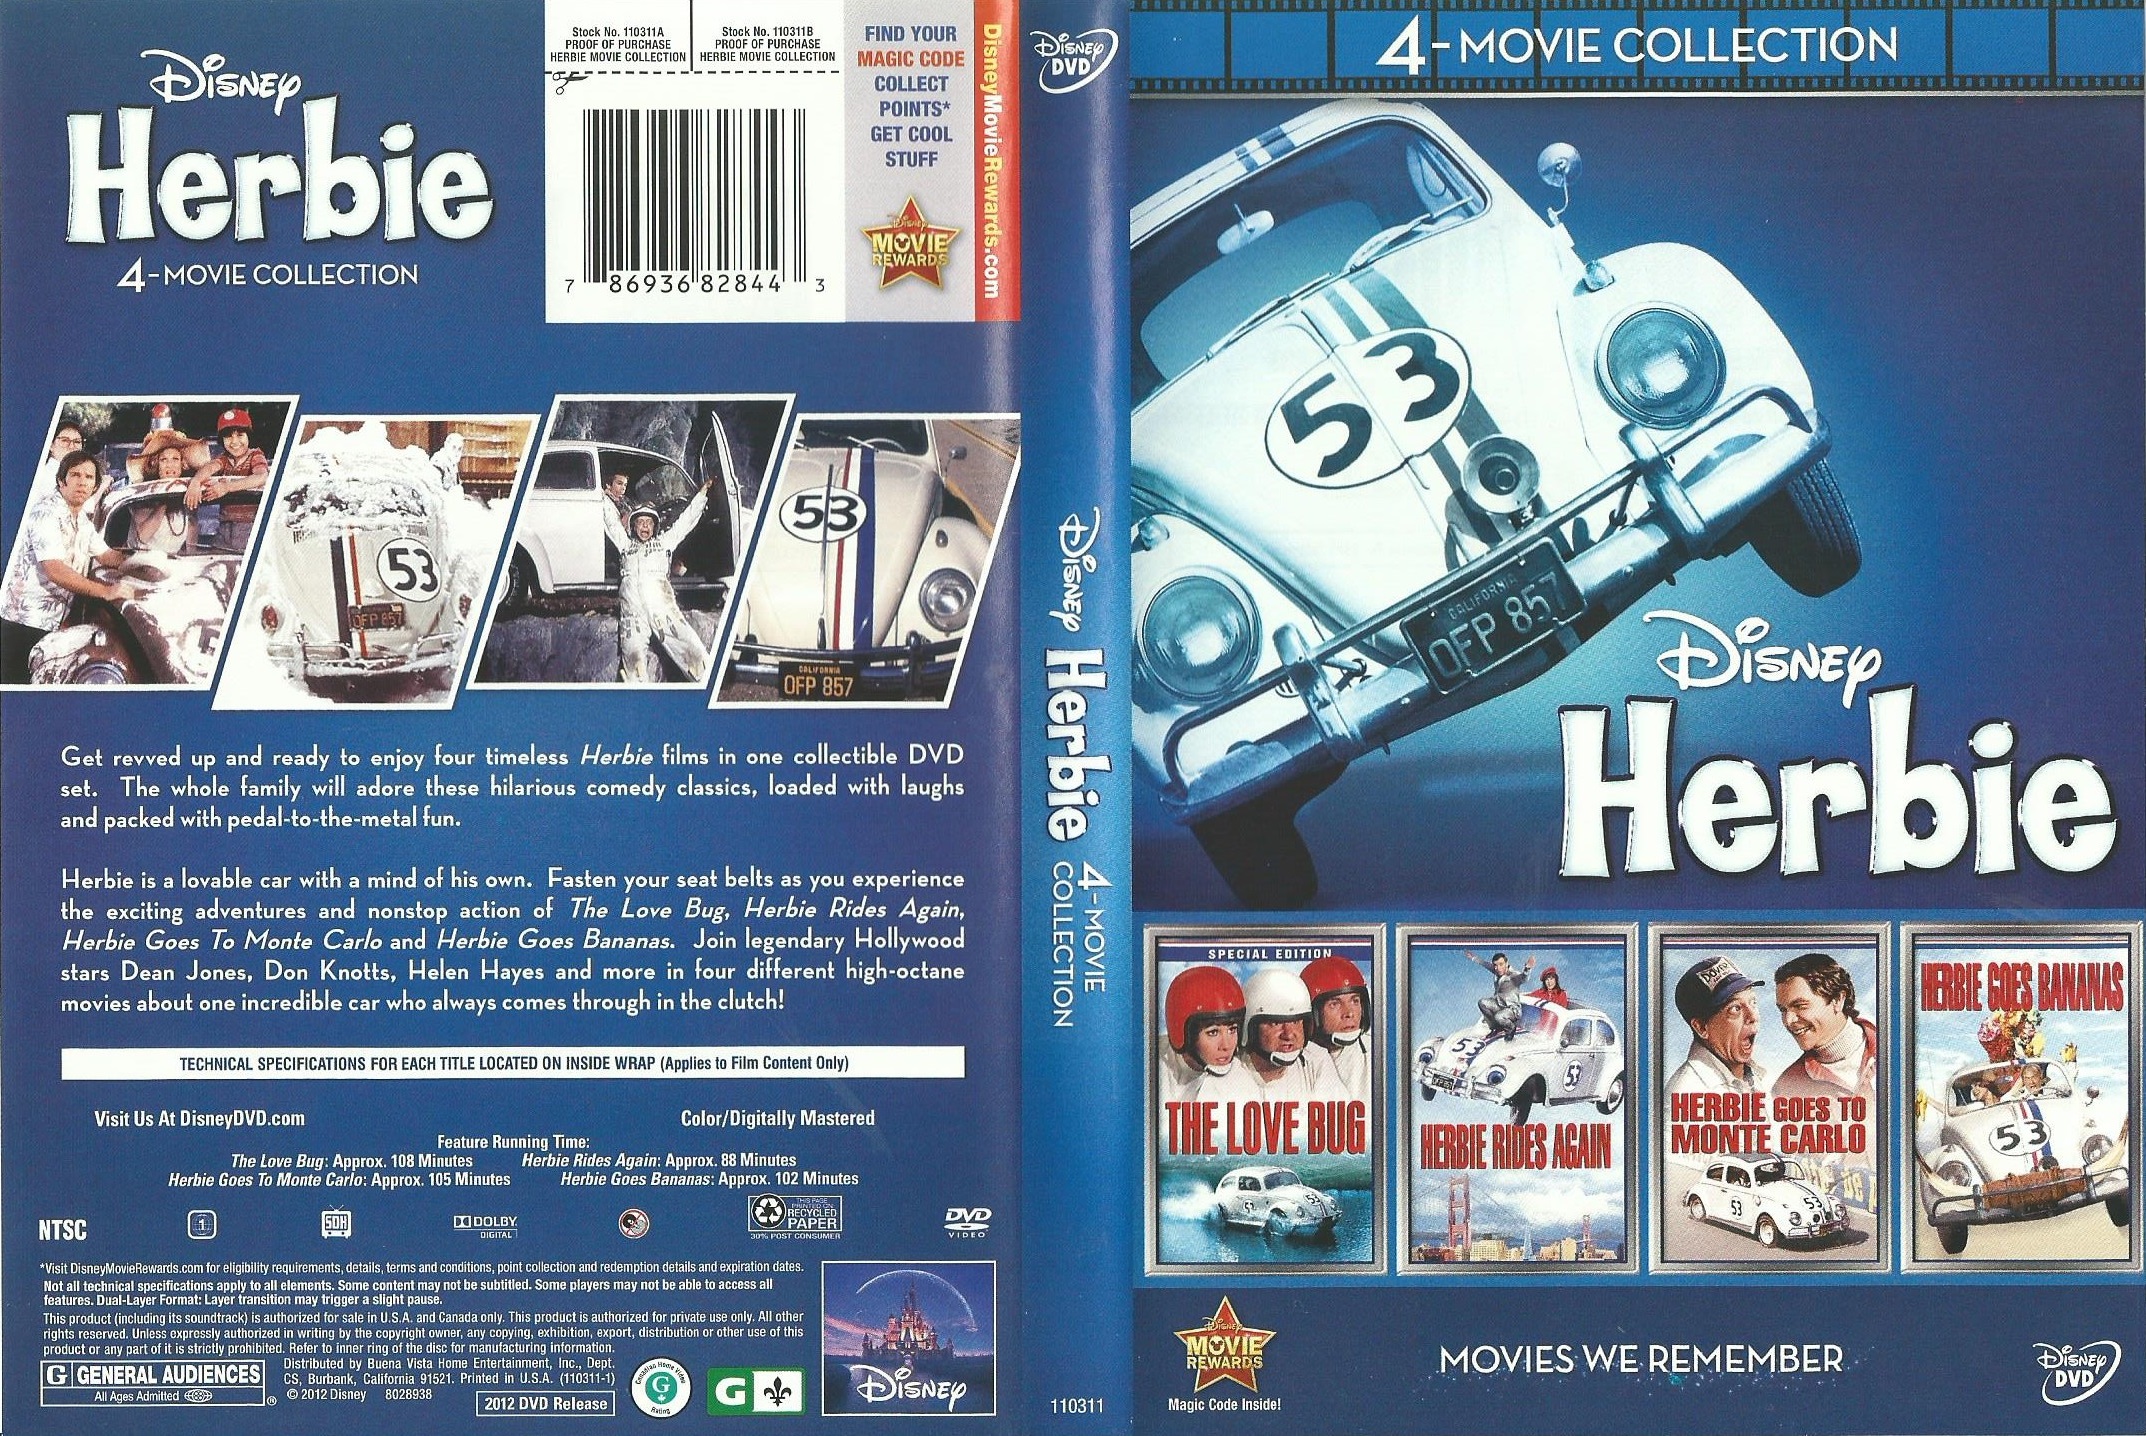 Disney
Herbie
4-MOVIE COLLECTION
Stock No. 110311A
PROOF OF PURCHASE
HERBIE MOVIE COLLECTION
Stock No. 110311B
PROOF OF PURCHASE
HERBIE MOVIE COLLECTION
7 86936 82844 3
FIND YOUR
MAGIC CODE
COLLECT
POINTS*
GET COOL
STUFF
Disney
MOVIE
REWARDS
DisneyMovieRewards.com
53
OFP 857
53
CALIFORNIA
OFP 857
Get revved up and ready to enjoy four timeless Herbie films in one collectible DVD
set. The whole family will adore these hilarious comedy classics, loaded with laughs
and packed with pedal-to-the-metal fun.
Herbie is a lovable car with a mind of his own. Fasten your seat belts as you experience
the exciting adventures and nonstop action of The Love Bug, Herbie Rides Again,
Herbie Goes To Monte Carlo and Herbie Goes Bananas. Join legendary Hollywood
stars Dean Jones, Don Knotts, Helen Hayes and more in four different high-octane
movies about one incredible car who always comes through in the clutch!
TECHNICAL SPECIFICATIONS FOR EACH TITLE LOCATED ON INSIDE WRAP (Applies to Film Content Only)
Visit Us At DisneyDVD.com
Color/Digitally Mastered
Feature Running Time:
The Love Bug: Approx. 108 Minutes Herbie Rides Again: Approx. 88 Minutes
Herbie Goes To Monte Carlo: Approx. 105 Minutes Herbie Goes Bananas: Approx. 102 Minutes
NTSC
1
SDH
DOLBY
DIGITAL
THIS PAGE
PRINTED ON
RECYCLED
PAPER
30% POST CONSUMER
DVD
VIDEO
*Visit DisneyMovieRewards.com for eligibility requirements, details, terms and conditions, point collection and redemption details and expiration dates.
Not all technical specifications apply to all elements. Some content may not be subtitled. Some players may not be able to access all
features. Dual-Layer Format: Layer transition may trigger a slight pause.
This product (including its soundtrack) is authorized for sale in U.S.A. and Canada only. This product is authorized for private use only. All other
rights reserved. Unless expressly authorized in writing by the copyright owner, any copying, exhibition, export, distribution or other use of this
product or any part of it is strictly prohibited. Refer to inner ring of the disc for manufacturing information.
G GENERAL AUDIENCES
All Ages Admitted
®
Distributed by Buena Vista Home Entertainment, Inc., Dept.
CS, Burbank, California 91521. Printed in U.S.A. (110311-1)
© 2012 Disney 8028938
2012 DVD Release
Canadian Home Video
G
Rating
G
Disney
Disney
DVD
Disney
Herbie
4-MOVIE
COLLECTION
110311
4-MOVIE COLLECTION
53
CALIFORNIA
OFP 857
Disney
Herbie
SPECIAL EDITION
THE LOVE BUG
53
53
53
HERBIE RIDES AGAIN
HERBIE GOES TO
MONTE CARLO
53
53
HERBIE GOES BANANAS
53
Disney
MOVIE
REWARDS
Magic Code Inside!
MOVIES WE REMEMBER
Disney
DVD